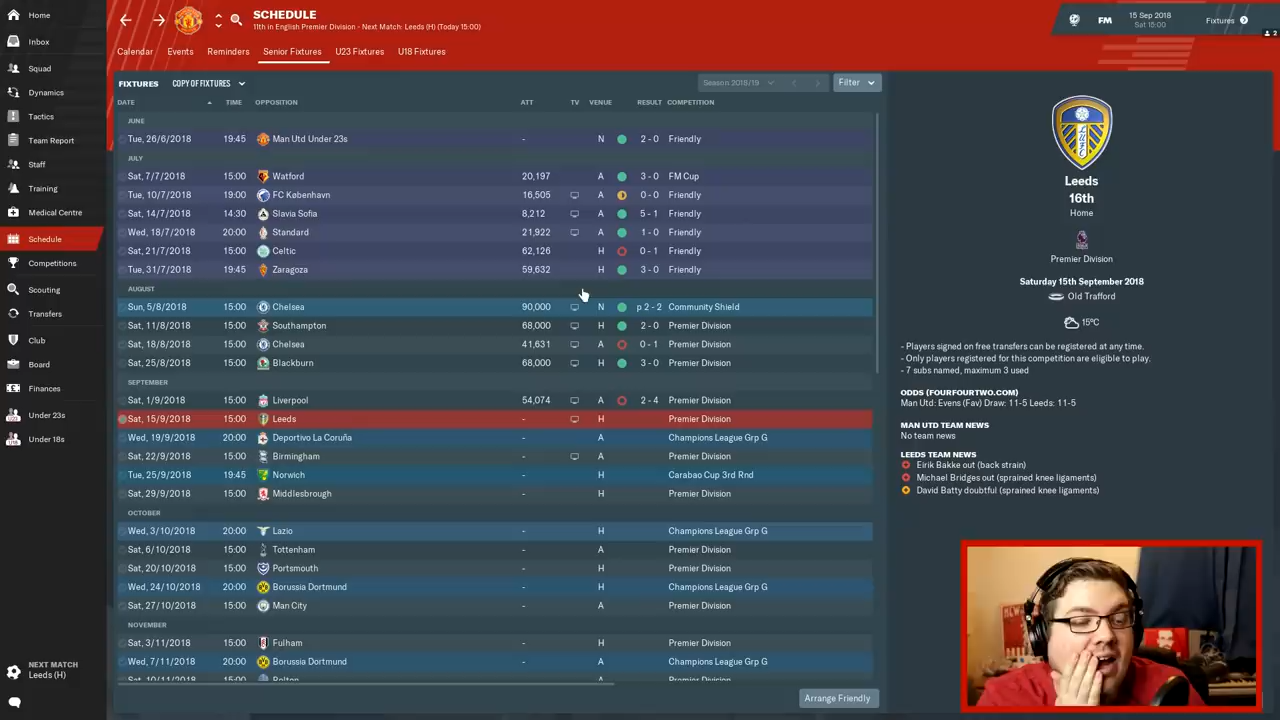 SCHEDULE
11th in English Premier Division - Next Match: Leeds (H) (Today 15:00)
FM
15 Sep 2018
Sat 15:00
Fixtures
2
Calendar Events Reminders Senior Fixtures U23 Fixtures U18 Fixtures
Home
Inbox
Squad
Dynamics
Tactics
Team Report
Staff
Training
Medical Centre
Schedule
Competitions
Scouting
Transfers
Club
Board
Finances
Under 23s
Under 18s
NEXT MATCH
Leeds (H)
FIXTURES COPY OF FIXTURES Season 2018/19 Filter
DATE TIME OPPOSITION ATT TV VENUE RESULT COMPETITION
JUNE
Tue, 26/6/2018 19:45 Man Utd Under 23s - N 2 - 0 Friendly
JULY
Sat, 7/7/2018 15:00 Watford 20,197 A 3 - 0 FM Cup
Tue, 10/7/2018 19:00 FC København 16,505 A 0 - 0 Friendly
Sat, 14/7/2018 14:30 Slavia Sofia 8,212 A 5 - 1 Friendly
Wed, 18/7/2018 20:00 Standard 21,922 A 1 - 0 Friendly
Sat, 21/7/2018 15:00 Celtic 62,126 H 0 - 1 Friendly
Tue, 31/7/2018 19:45 Zaragoza 59,632 H 3 - 0 Friendly
AUGUST
Sun, 5/8/2018 15:00 Chelsea 90,000 N p 2 - 2 Community Shield
Sat, 11/8/2018 15:00 Southampton 68,000 H 2 - 0 Premier Division
Sat, 18/8/2018 15:00 Chelsea 41,631 A 0 - 1 Premier Division
Sat, 25/8/2018 15:00 Blackburn 68,000 H 3 - 0 Premier Division
SEPTEMBER
Sat, 1/9/2018 15:00 Liverpool 54,074 A 2 - 4 Premier Division
Sat, 15/9/2018 15:00 Leeds - H Premier Division
Wed, 19/9/2018 20:00 Deportivo La Coruña - A Champions League Grp G
Sat, 22/9/2018 15:00 Birmingham - A Premier Division
Tue, 25/9/2018 19:45 Norwich - H Carabao Cup 3rd Rnd
Sat, 29/9/2018 15:00 Middlesbrough - H Premier Division
OCTOBER
Wed, 3/10/2018 20:00 Lazio - H Champions League Grp G
Sat, 6/10/2018 15:00 Tottenham - A Premier Division
Sat, 20/10/2018 15:00 Portsmouth - H Premier Division
Wed, 24/10/2018 20:00 Borussia Dortmund - H Champions League Grp G
Sat, 27/10/2018 15:00 Man City - A Premier Division
NOVEMBER
Sat, 3/11/2018 15:00 Fulham - H Premier Division
Wed, 7/11/2018 20:00 Borussia Dortmund - A Champions League Grp G
Sat, 10/11/2018 15:00 Bolton - A Premier Division
Arrange Friendly
Leeds
16th
Home
Premier Division
Saturday 15th September 2018
Old Trafford
15°C
- Players signed on free transfers can be registered at any time.
- Only players registered for this competition are eligible to play.
- 7 subs named, maximum 3 used
ODDS (FOURFOURTWO.COM)
Man Utd: Evens (Fav) Draw: 11-5 Leeds: 11-5
MAN UTD TEAM NEWS
No team news
LEEDS TEAM NEWS
Eirik Bakke out (back strain)
Michael Bridges out (sprained knee ligaments)
David Batty doubtful (sprained knee ligaments)